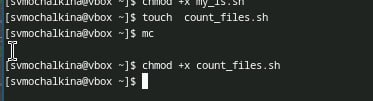 [svmochalkina@vbox ~]$ chmod +x my_ls.sh
[svmochalkina@vbox ~]$ touch  count_files.sh
[svmochalkina@vbox ~]$ mc
[svmochalkina@vbox ~]$ chmod +x count_files.sh
[svmochalkina@vbox ~]$